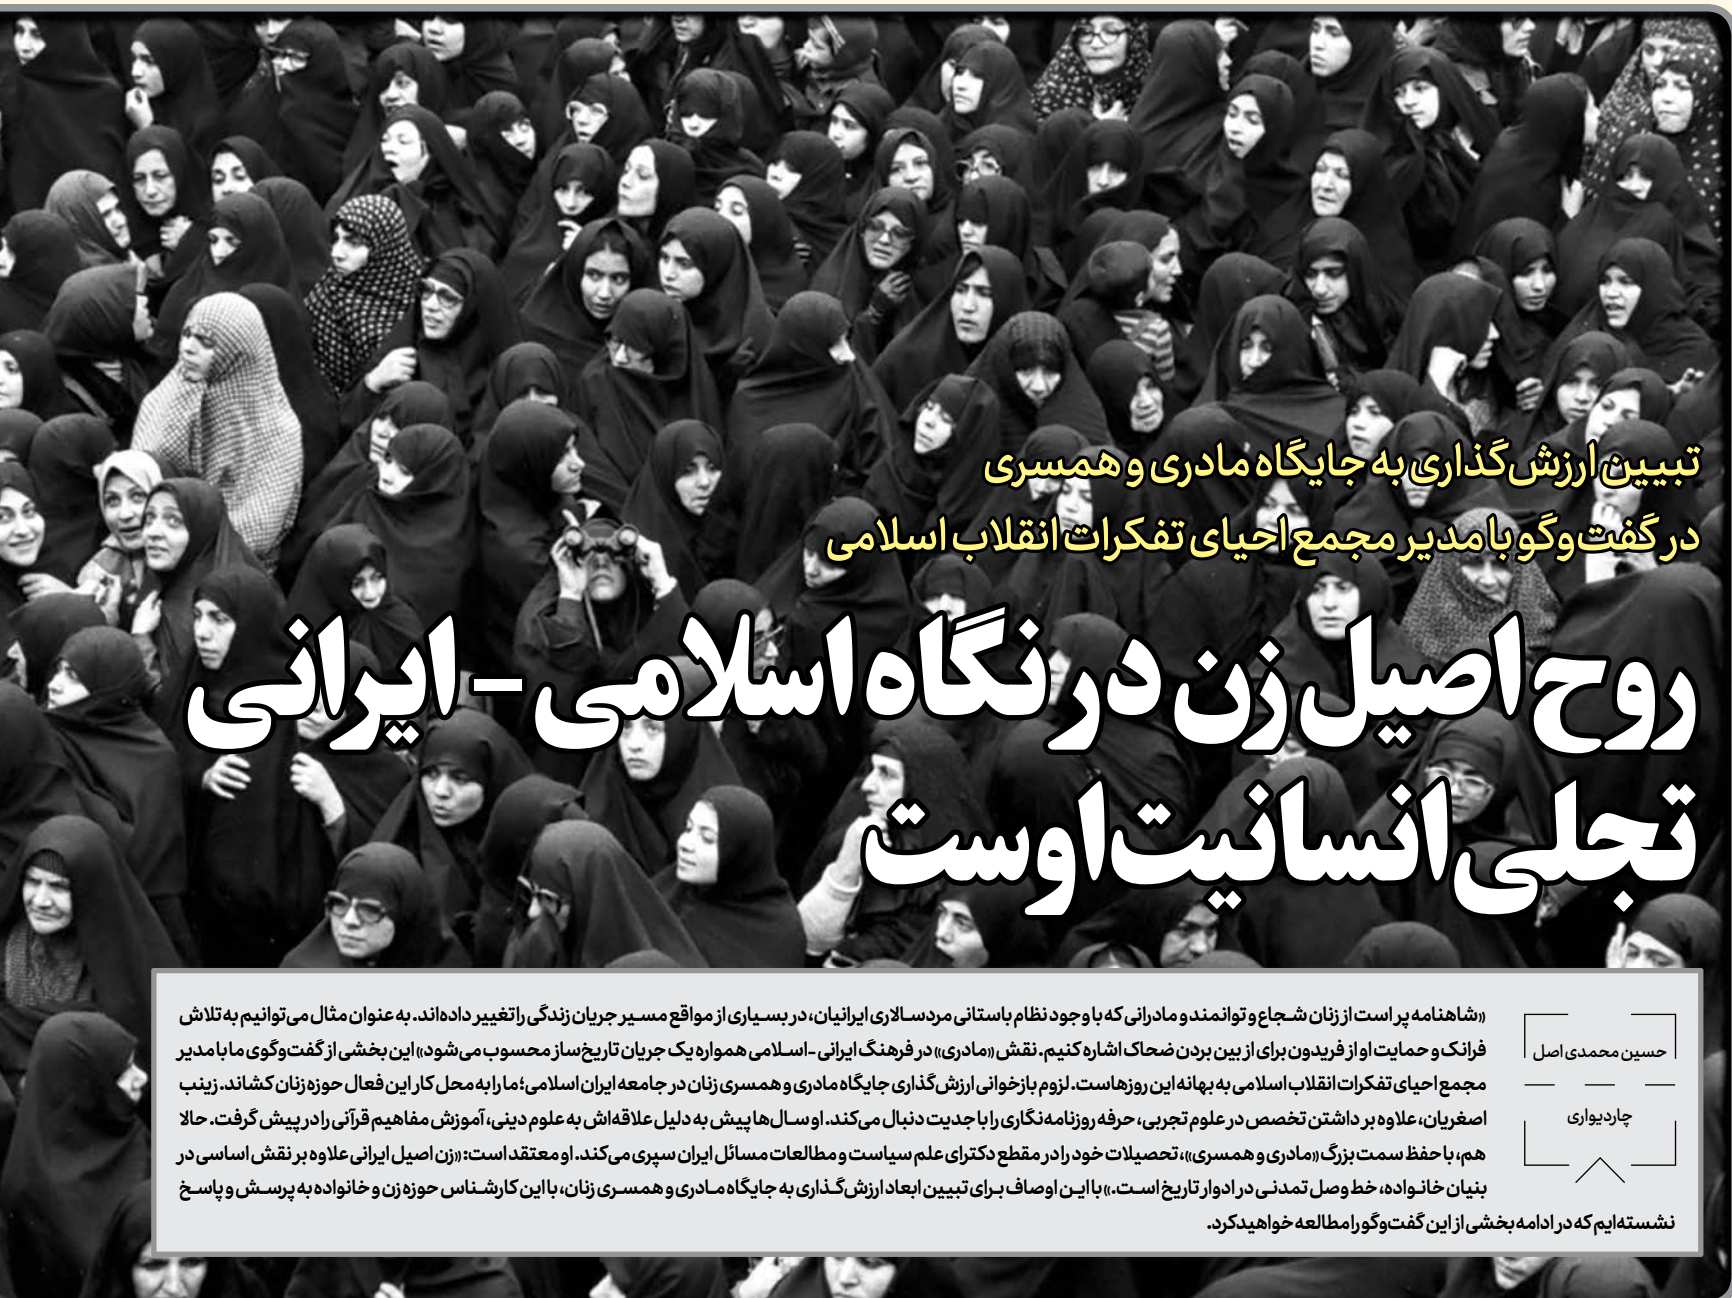 تبیین ارزش‌گذاری به جایگاه مادری و همسری
در گفت‌وگو با مدیر مجمع احیای تفکرات انقلاب اسلامی
روح اصیل زن در نگاه اسلامی - ایرانی
تجلی انسانیت اوست
حسین محمدی اصل
چاردیواری
«شاهنامه پر است از زنان شجاع و توانمند و مادرانی که با وجود نظام باستانی مردسالاری ایرانیان، در بسیاری از مواقع مسیر جریان زندگی را تغییر داده‌اند. به عنوان مثال می‌توانیم به تلاش
فرانک و حمایت او از فریدون برای از بین بردن ضحاک اشاره کنیم. نقش «مادری» در فرهنگ ایرانی -اسلامی همواره یک جریان تاریخ‌ساز محسوب می‌شود» این بخشی از گفت‌وگوی ما با مدیر
مجمع احیای تفکرات انقلاب اسلامی به بهانه این روزهاست. لزوم بازخوانی ارزش‌گذاری جایگاه مادری و همسری زنان در جامعه ایران اسلامی؛ ما را به محل کار این فعال حوزه زنان کشاند. زینب
اصغریان، علاوه بر داشتن تخصص در علوم تجربی، حرفه روزنامه‌نگاری را با جدیت دنبال می‌کند. او سال‌ها پیش به دلیل علاقه‌اش به علوم دینی، آموزش مفاهیم قرآنی را در پیش گرفت. حالا
هم، با حفظ سمت بزرگ «مادری و همسری»، تحصیلات خود را در مقطع دکترای علم سیاست و مطالعات مسائل ایران سپری می‌کند. او معتقد است: «زن اصیل ایرانی علاوه بر نقش اساسی در
بنیان خانواده، خط وصل تمدنی در ادوار تاریخ است.» با این اوصاف برای تبیین ابعاد ارزش‌گذاری به جایگاه مادری و همسری زنان، با این کارشناس حوزه زن و خانواده به پرسش و پاسخ
نشسته‌ایم که در ادامه بخشی از این گفت‌وگو را مطالعه خواهید کرد.